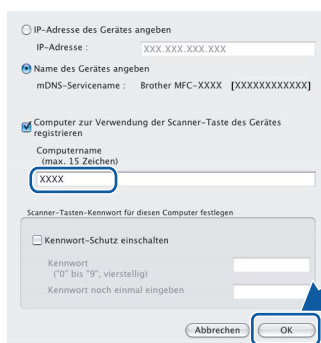 IP-Adresse des Gerätes angeben
IP-Adresse : XXX.XXX.XXX.XXX
Name des Gerätes angeben
mDNS-Servicename : Brother MFC-XXXX [XXXXXXXXXXXX]
Computer zur Verwendung der Scanner-Taste des Gerätes
registrieren
Computername
(max. 15 Zeichen)
XXXX
Scanner-Tasten-Kennwort für diesen Computer festlegen
Kennwort-Schutz einschalten
Kennwort
("0" bis "9", vierstellig)
Kennwort noch einmal eingeben
Abbrechen OK